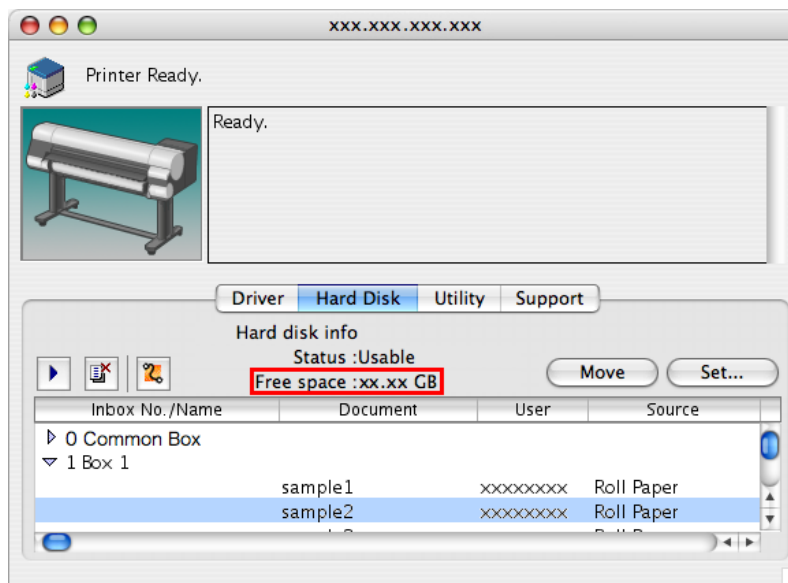 xxx.xxx.xxx.xxx
Printer Ready.
Ready.
Driver Hard Disk Utility Support
Hard disk info
Status :Usable
Free space :xx.xx GB
Move Set...
Inbox No./Name Document User Source
0 Common Box
1 Box 1
sample1 xxxxxxxx Roll Paper
sample2 xxxxxxxx Roll Paper